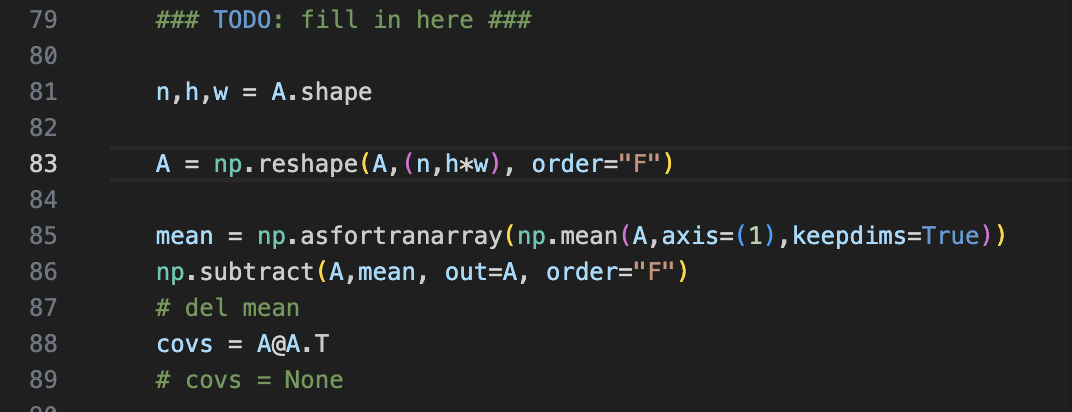 79 ### TODO: fill in here ###
80
81 n,h,w = A.shape
82
83 A = np.reshape(A,(n,h*w), order="F")
84
85 mean = np.asfortranarray(np.mean(A,axis=(1),keepdims=True))
86 np.subtract(A,mean, out=A, order="F")
87 # del mean
88 covs = A@A.T
89 # covs = None
90